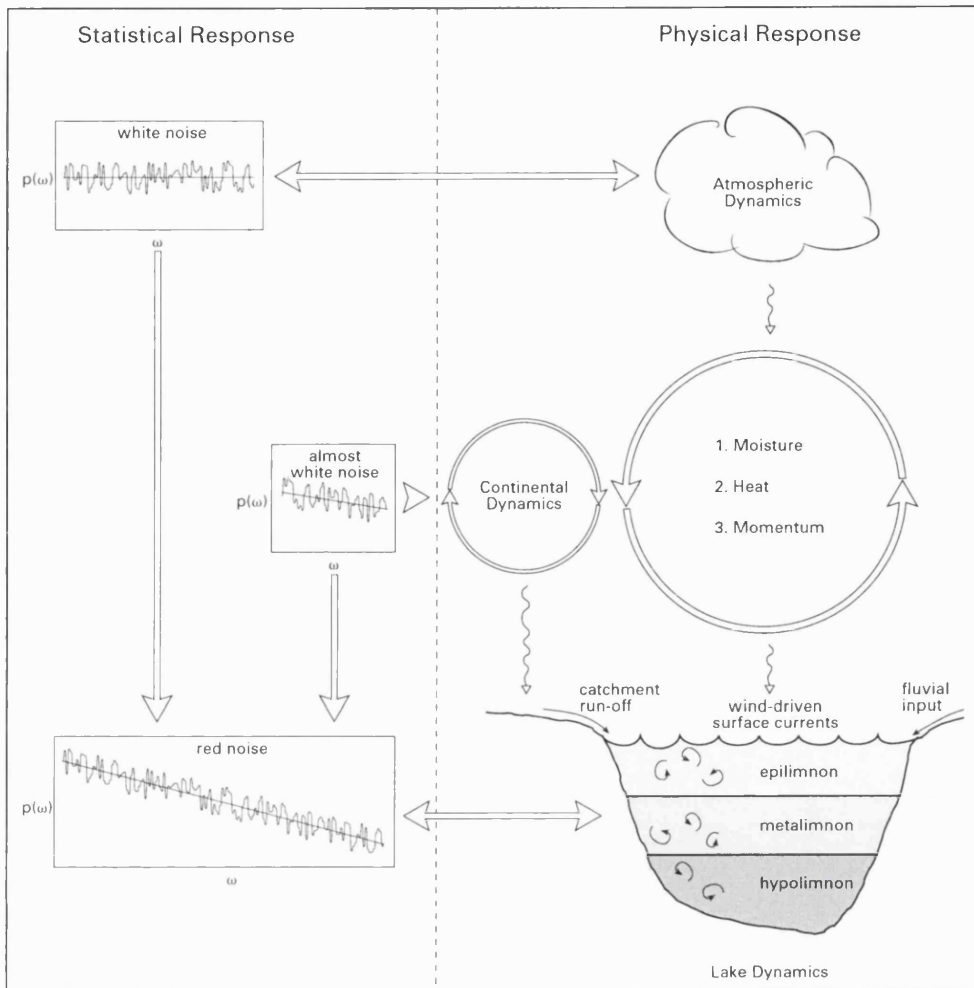 Statistical Response
Physical Response
white noise
p(ω)
ω
Atmospheric
Dynamics
1. Moisture
2. Heat
3. Momentum
almost
white noise
p(ω)
ω
Continental
Dynamics
catchment
run-off
wind-driven
surface currents
fluvial
input
red noise
p(ω)
ω
epilimnon
metalimnon
hypolimnon
Lake Dynamics